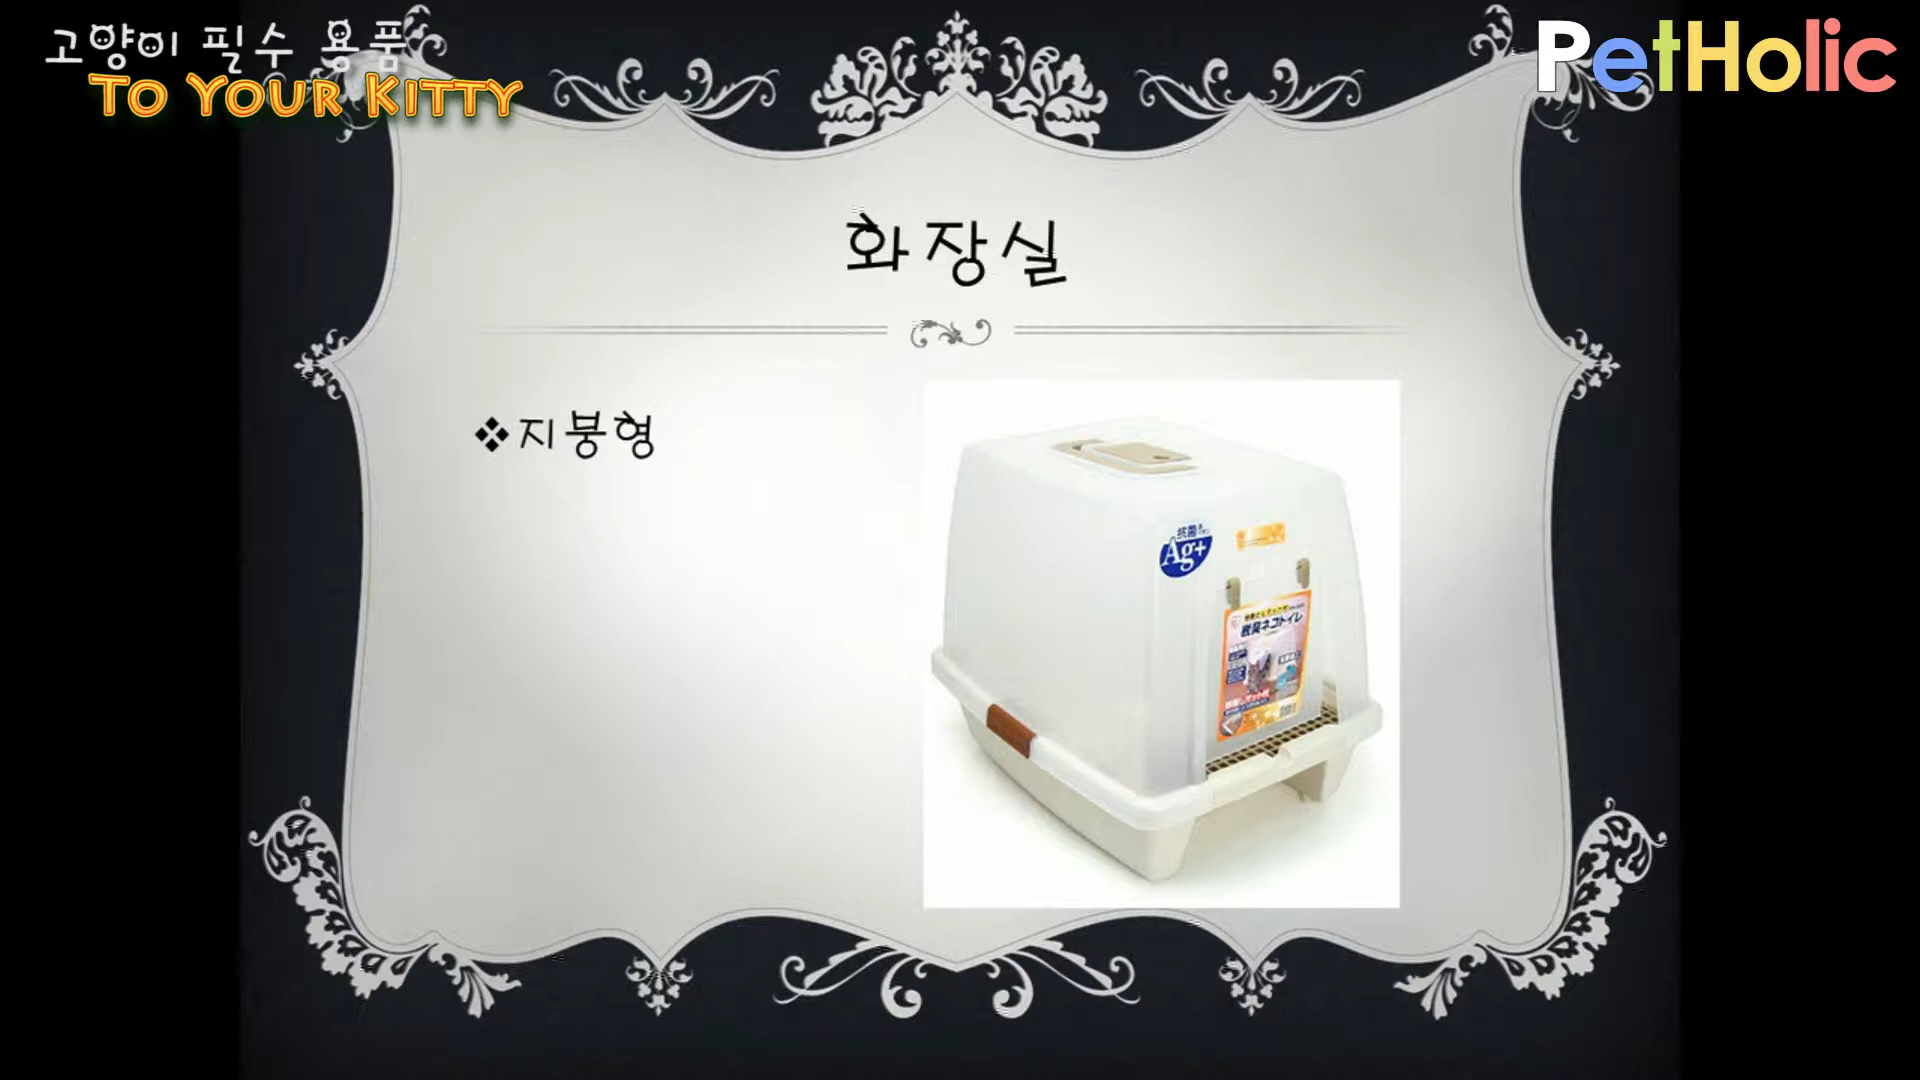 고양이 필수 용품
TO YOUR KITTY
PetHolic
화장실
❖지붕형
抗菌
Ag+
脱臭ネコトイレ